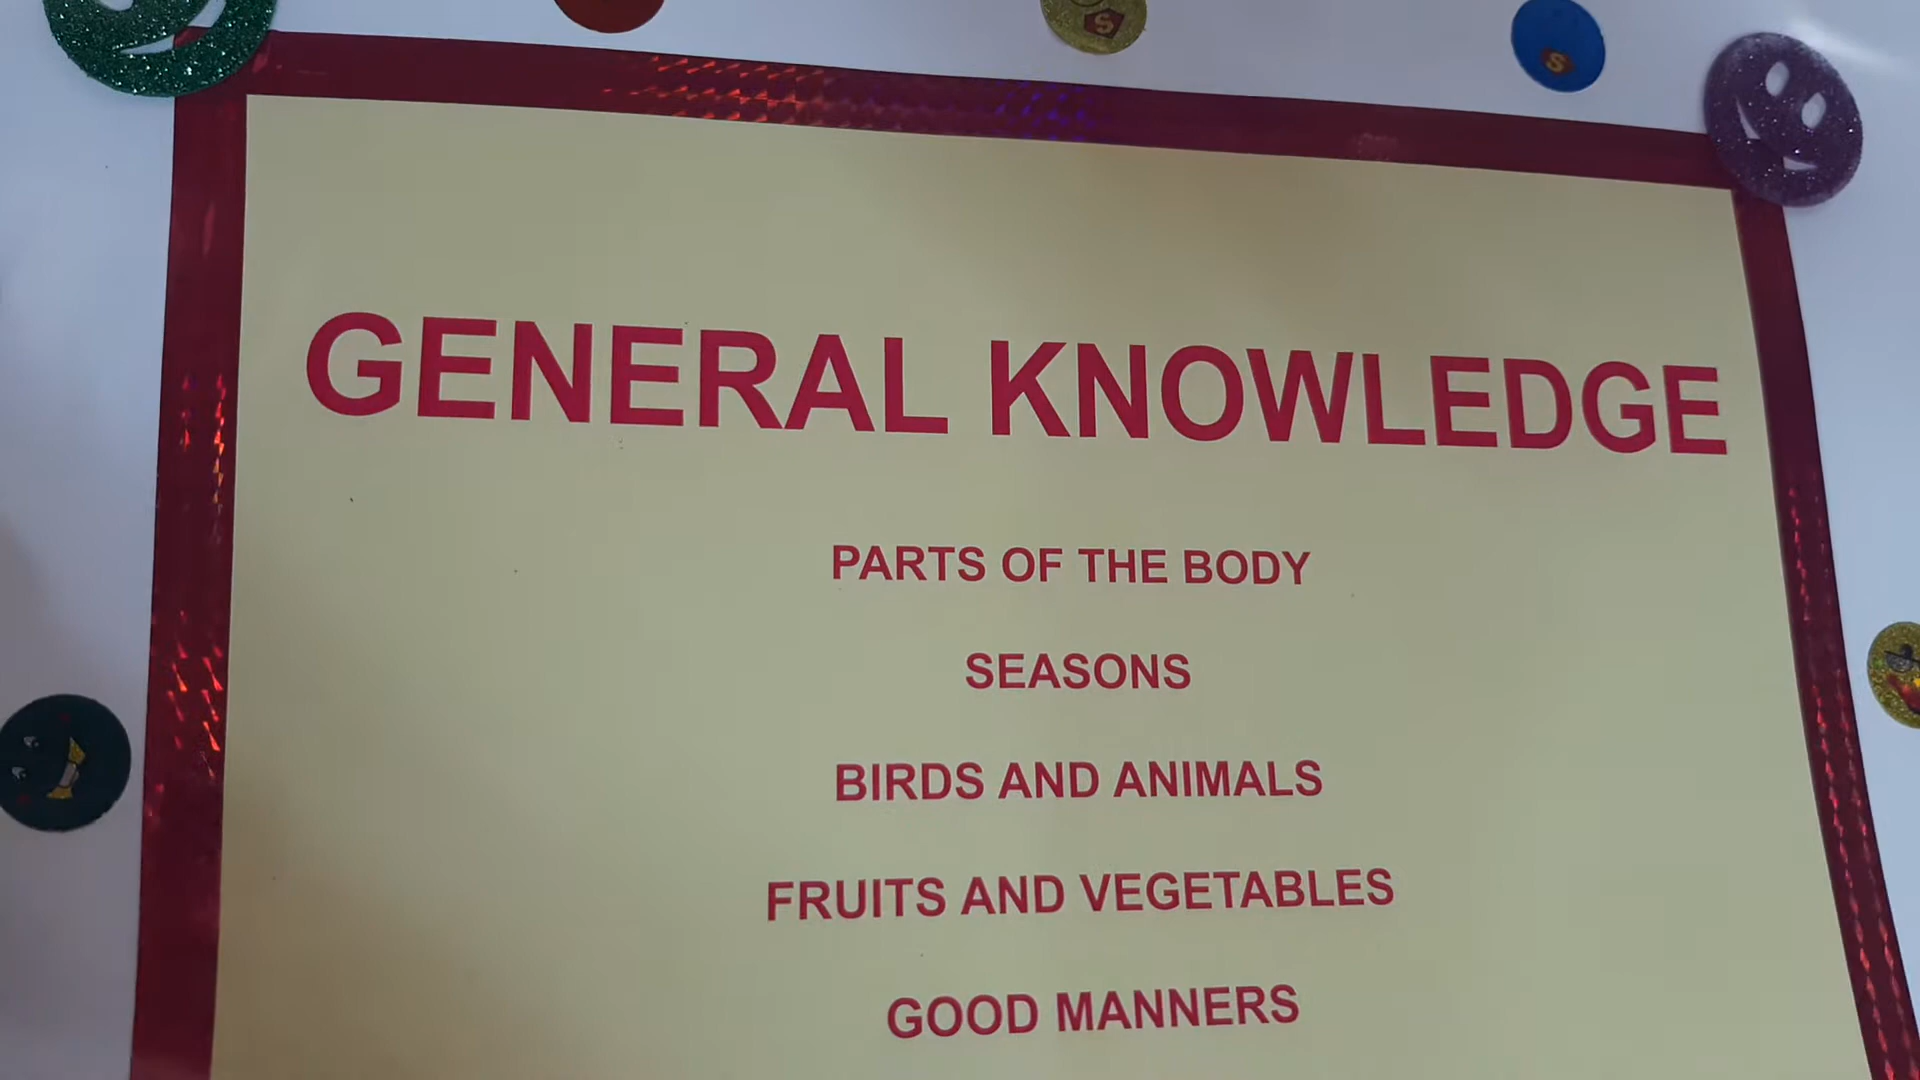 GENERAL KNOWLEDGE
PARTS OF THE BODY
SEASONS
BIRDS AND ANIMALS
FRUITS AND VEGETABLES
GOOD MANNERS